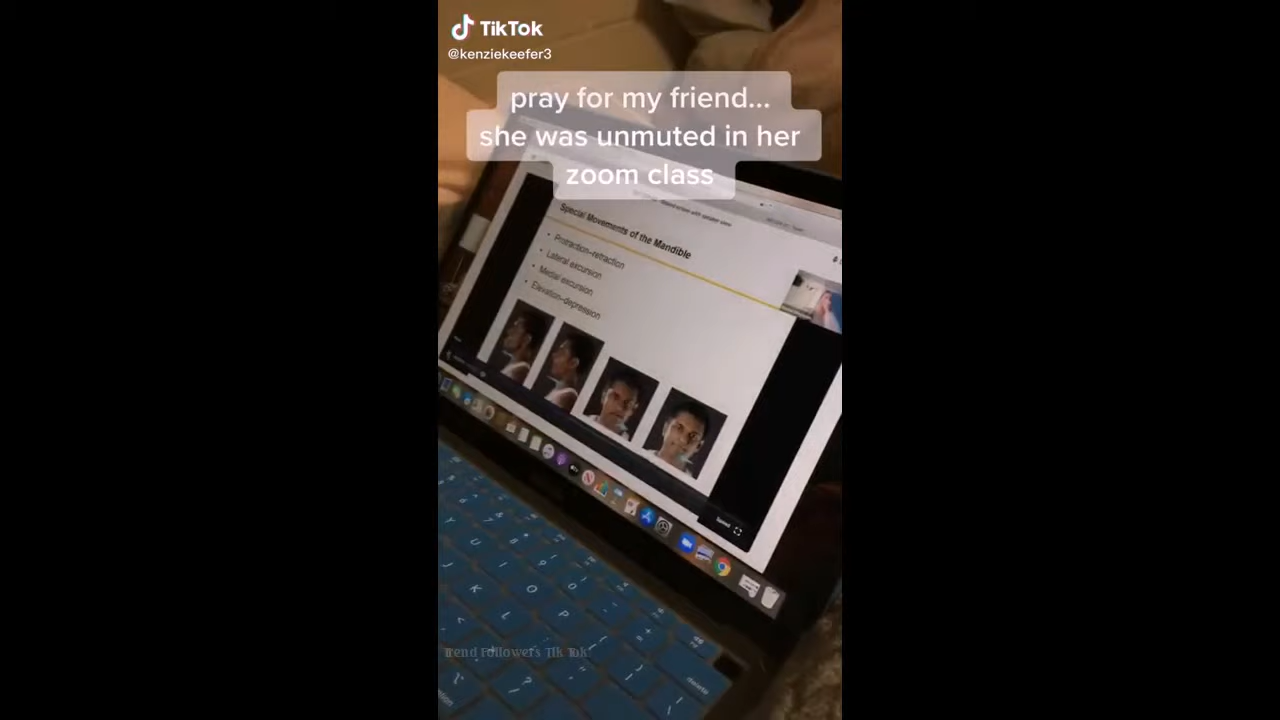 TikTok
@kenziekeefer3
pray for my friend...
she was unmuted in her
zoom class
Special Movements of the Mandible
• Protraction–retraction
• Lateral excursion
• Medial excursion
• Elevation–depression
Trend Followers Tik Tok